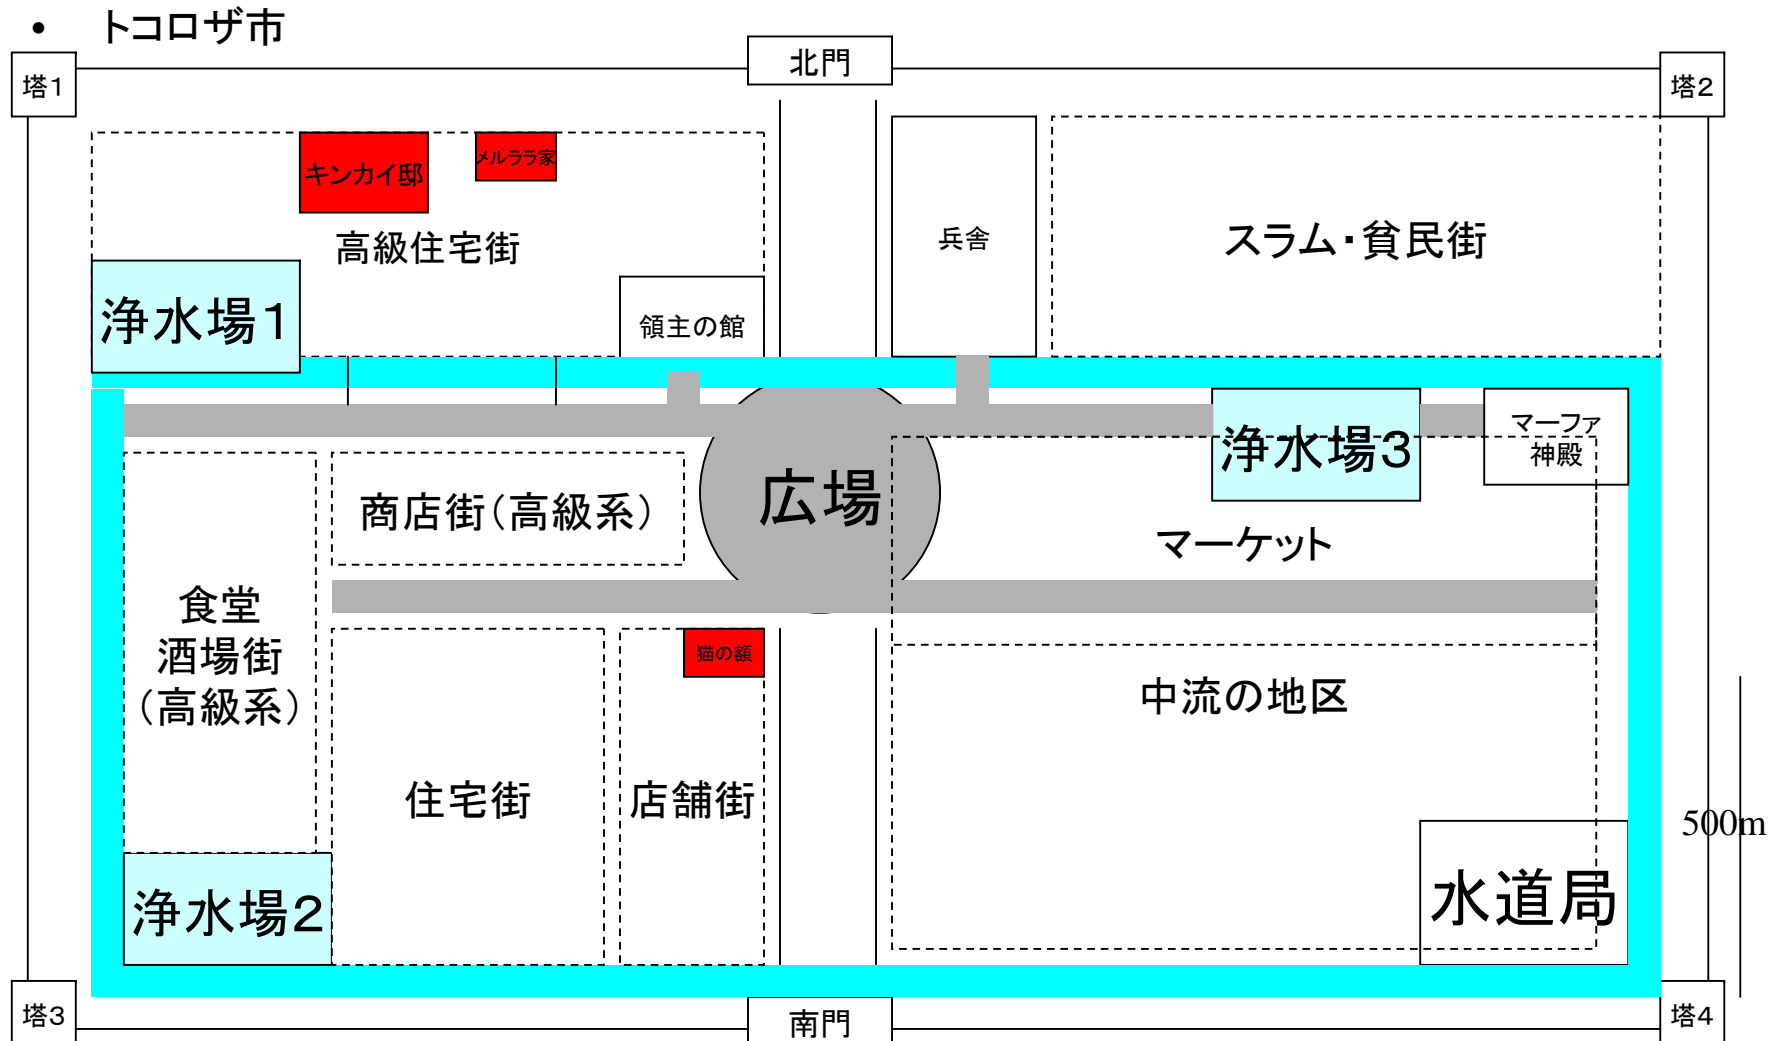 • トコロザ市
北門
塔1
塔2
キンカイ邸
メルララ家
高級住宅街
兵舎
スラム・貧民街
浄水場1
領主の館
マーファ
神殿
浄水場3
広場
商店街(高級系)
マーケット
食堂
酒場街
(高級系)
猫の額
中流の地区
住宅街
店舗街
500m
浄水場2
水道局
塔3
南門
塔4